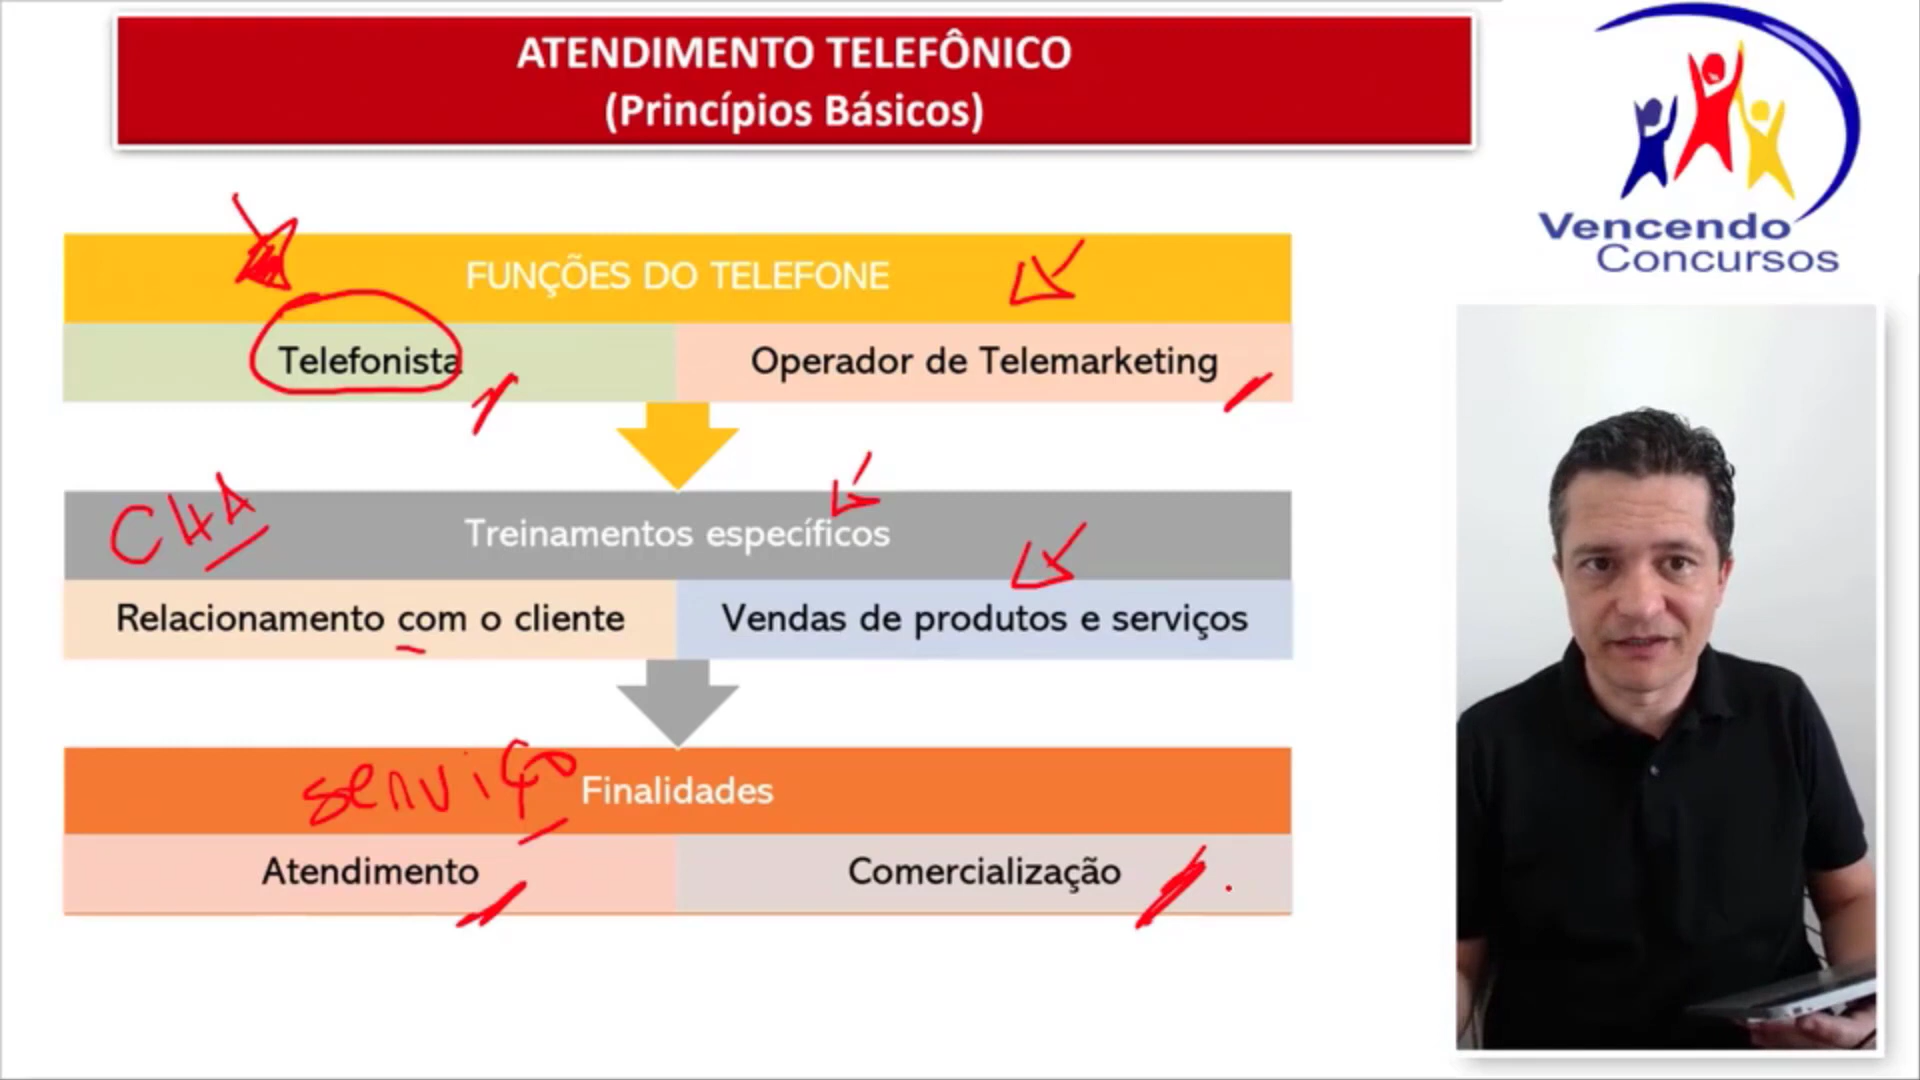 ATENDIMENTO TELEFÔNICO
(Princípios Básicos)
Vencendo
Concursos
FUNÇÕES DO TELEFONE
Telefonista
Operador de Telemarketing
CHA
Treinamentos específicos
Relacionamento com o cliente
Vendas de produtos e serviços
serviço
Finalidades
Atendimento
Comercialização